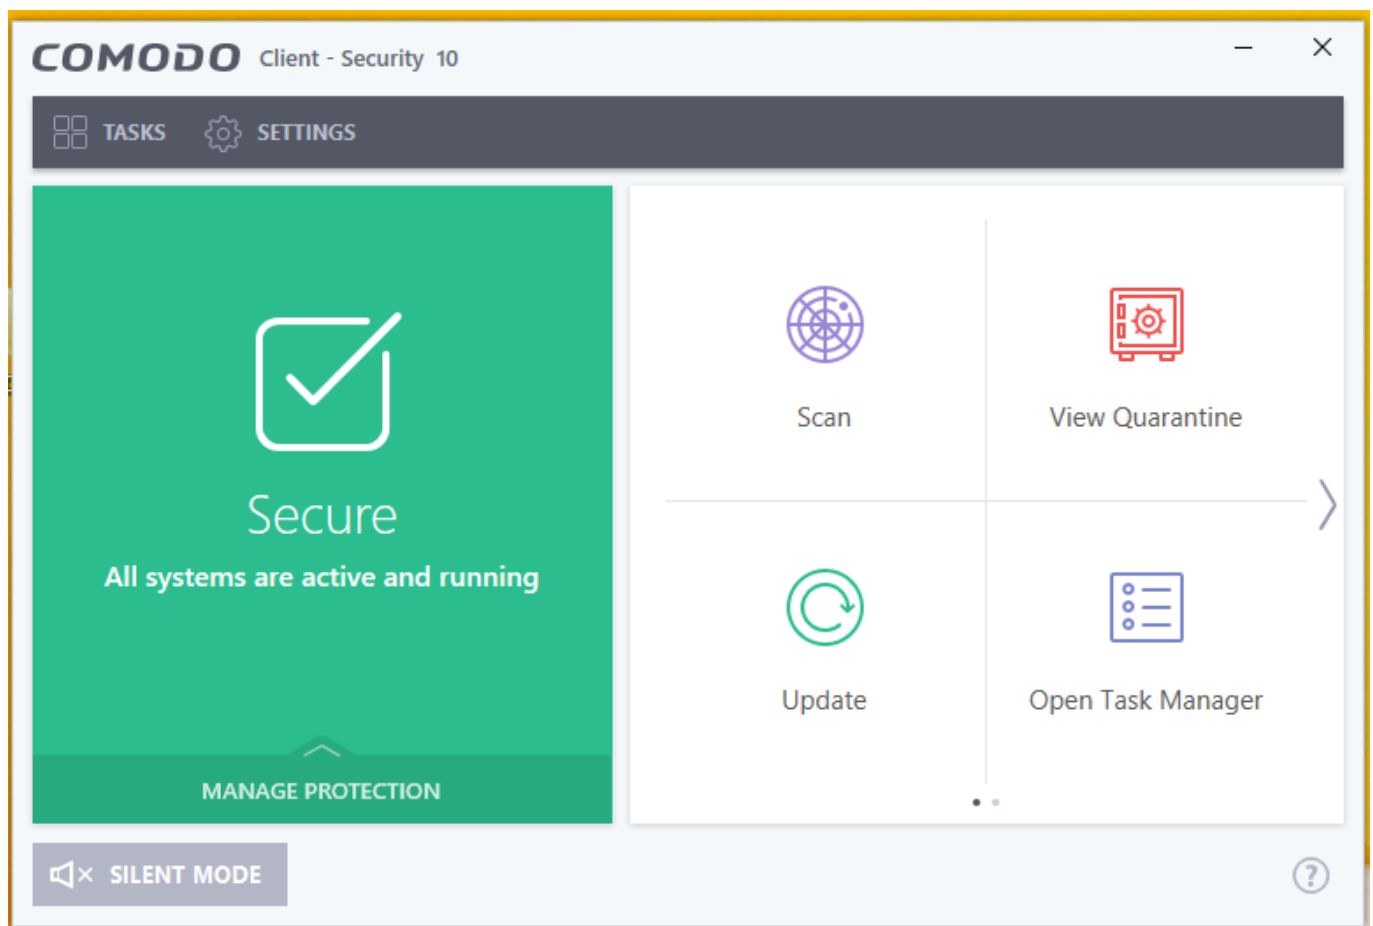 COMODO Client - Security 10
TASKS SETTINGS
Secure
All systems are active and running
MANAGE PROTECTION
Scan
View Quarantine
Update
Open Task Manager
SILENT MODE
?